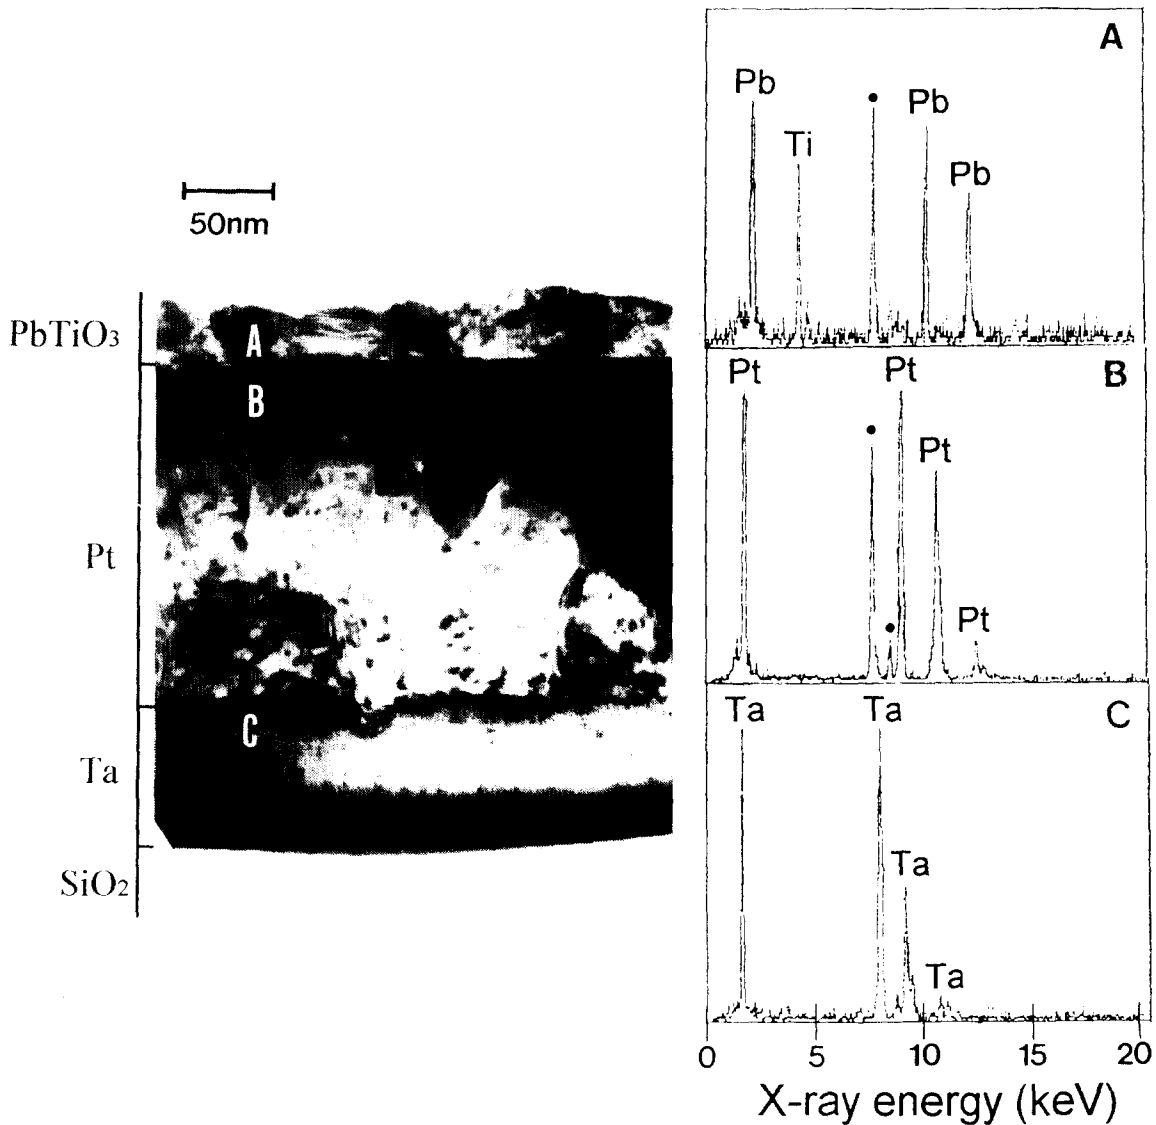 50nm
PbTiO3
Pt
Ta
SiO2
A
B
C
A
Pb
Ti
Pb
Pb
B
Pt
Pt
Pt
Pt
C
Ta
Ta
Ta
Ta
0 5 10 15 20
X-ray energy (keV)